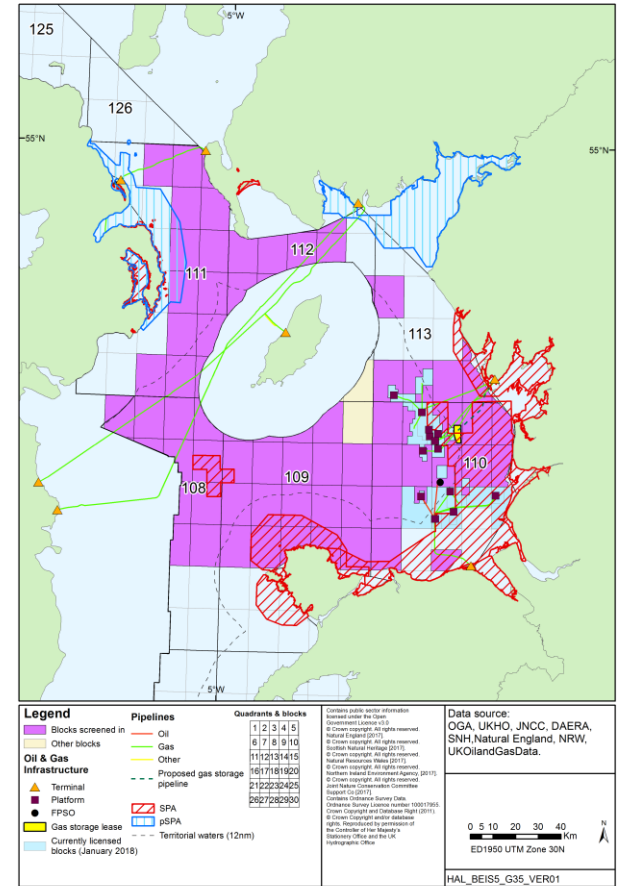 125
5°W
126
55°N
55°N
112
111
113
110
109
108
5°W
Legend
Blocks screened in
Other blocks
Oil & Gas
Infrastructure
Terminal
Platform
FPSO
Gas storage lease
Currently licensed
blocks (January 2018)
Pipelines
Oil
Gas
Other
Proposed gas storage
pipeline
SPA
pSPA
Territorial waters (12nm)
Quadrants & blocks
1 2 3 4 5
6 7 8 9 10
11 12 13 14 15
16 17 18 19 20
21 22 23 24 25
26 27 28 29 30
Contains public sector information
licensed under the Open
Government Licence v3.0
© Crown copyright. All rights reserved.
Natural England [2017].
© Crown copyright. All rights reserved.
Scottish Natural Heritage [2017].
© Crown copyright. All rights reserved.
Natural Resources Wales [2017].
© Crown copyright. All rights reserved.
Northern Ireland Environment Agency, [2017].
© Crown copyright. All rights reserved.
Joint Nature Conservation Committee
Support Co [2017].
Contains Ordnance Survey Data.
Ordnance Survey Licence number 100017955.
© Crown Copyright and Database Right (2011).
© Crown Copyright and/or database
rights. Reproduced by permission of
the Controller of Her Majesty's
Stationery Office and the UK
Hydrographic Office
Data source:
OGA, UKHO, JNCC, DAERA,
SNH,Natural England, NRW,
UKOilandGasData.
0 5 10 20 30 40
Km
N
ED1950 UTM Zone 30N
HAL_BEIS5_G35_VER01